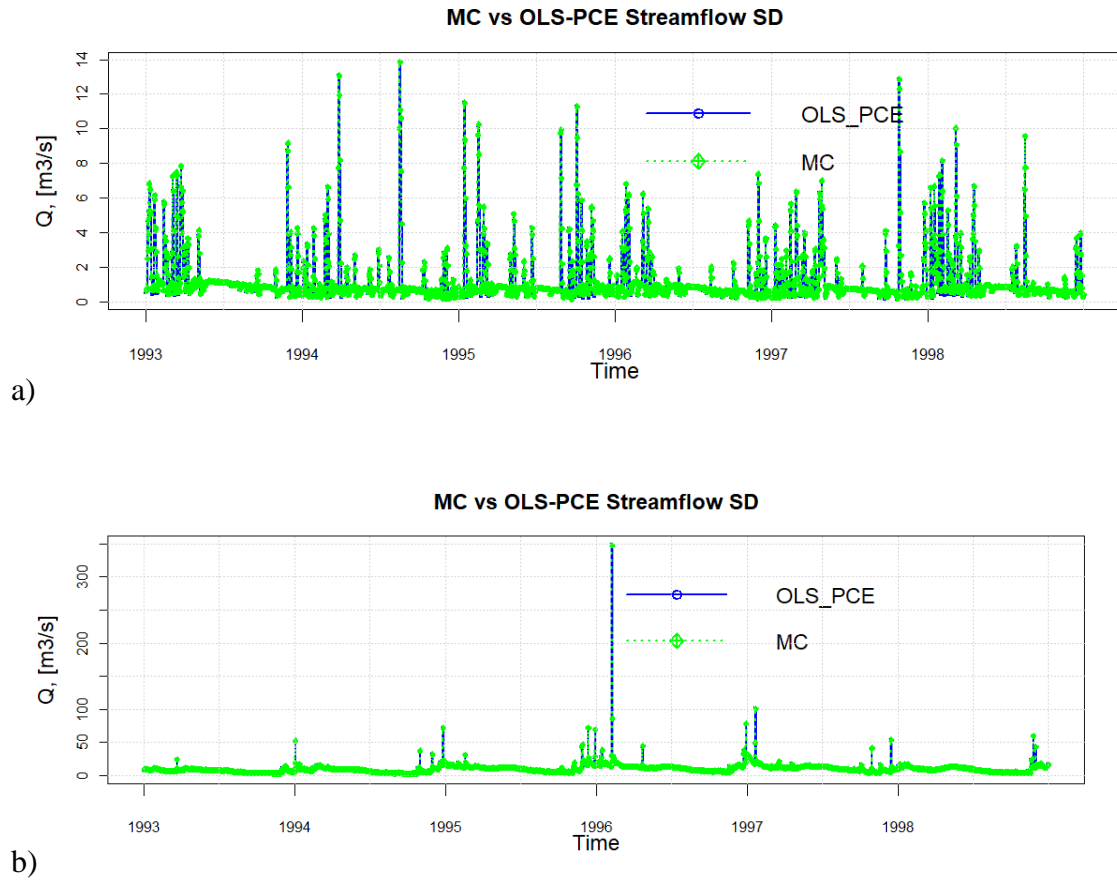 MC vs OLS-PCE Streamflow SD
Q, [m3/s]
14
12
10
8
6
4
2
0
OLS_PCE
MC
1993 1994 1995 1996 1997 1998
Time
a)
MC vs OLS-PCE Streamflow SD
Q, [m3/s]
300
200
100
50
0
OLS_PCE
MC
1993 1994 1995 1996 1997 1998
Time
b)